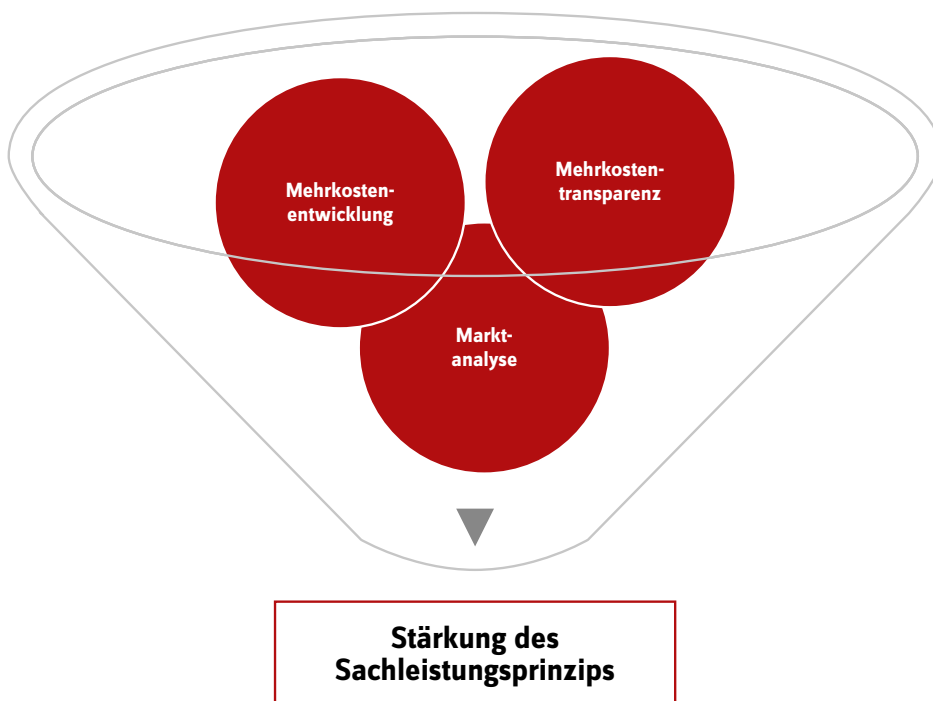 Mehrkosten-
entwicklung
Mehrkosten-
transparenz
Markt-
analyse
Stärkung des
Sachleistungsprinzips